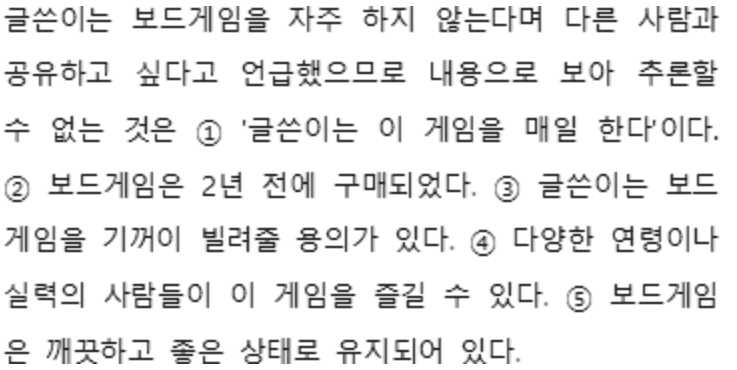 글쓴이는 보드게임을 자주 하지 않는다며 다른 사람과
공유하고 싶다고 언급했으므로 내용으로 보아 추론할
수 없는 것은 ① '글쓴이는 이 게임을 매일 한다'이다.
② 보드게임은 2년 전에 구매되었다. ③ 글쓴이는 보드
게임을 기꺼이 빌려줄 용의가 있다. ④ 다양한 연령이나
실력의 사람들이 이 게임을 즐길 수 있다. ⑤ 보드게임
은 깨끗하고 좋은 상태로 유지되어 있다.